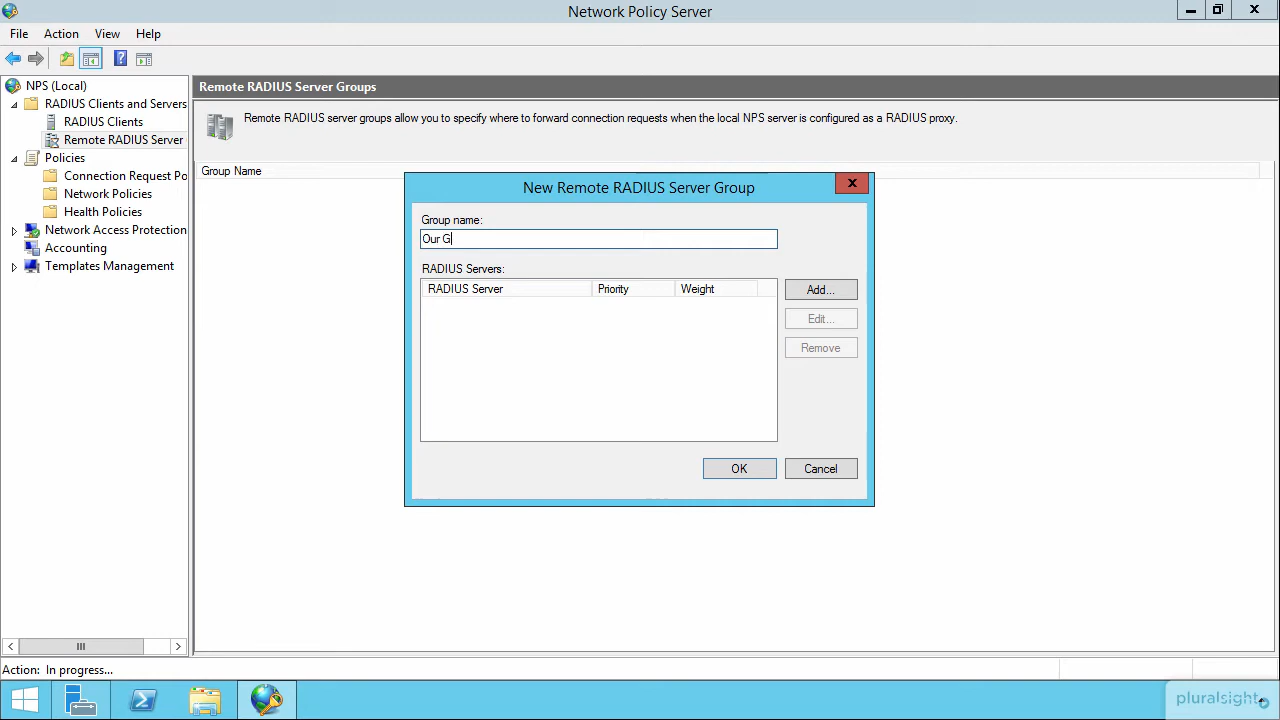 Network Policy Server
File Action View Help
NPS (Local)
RADIUS Clients and Servers
RADIUS Clients
Remote RADIUS Server
Policies
Connection Request Po
Network Policies
Health Policies
Network Access Protection
Accounting
Templates Management
Remote RADIUS Server Groups
Remote RADIUS server groups allow you to specify where to forward connection requests when the local NPS server is configured as a RADIUS proxy.
Group Name
New Remote RADIUS Server Group
Group name:
Our G
RADIUS Servers:
RADIUS Server Priority Weight
Add...
Edit...
Remove
OK Cancel
Action: In progress...
pluralsight